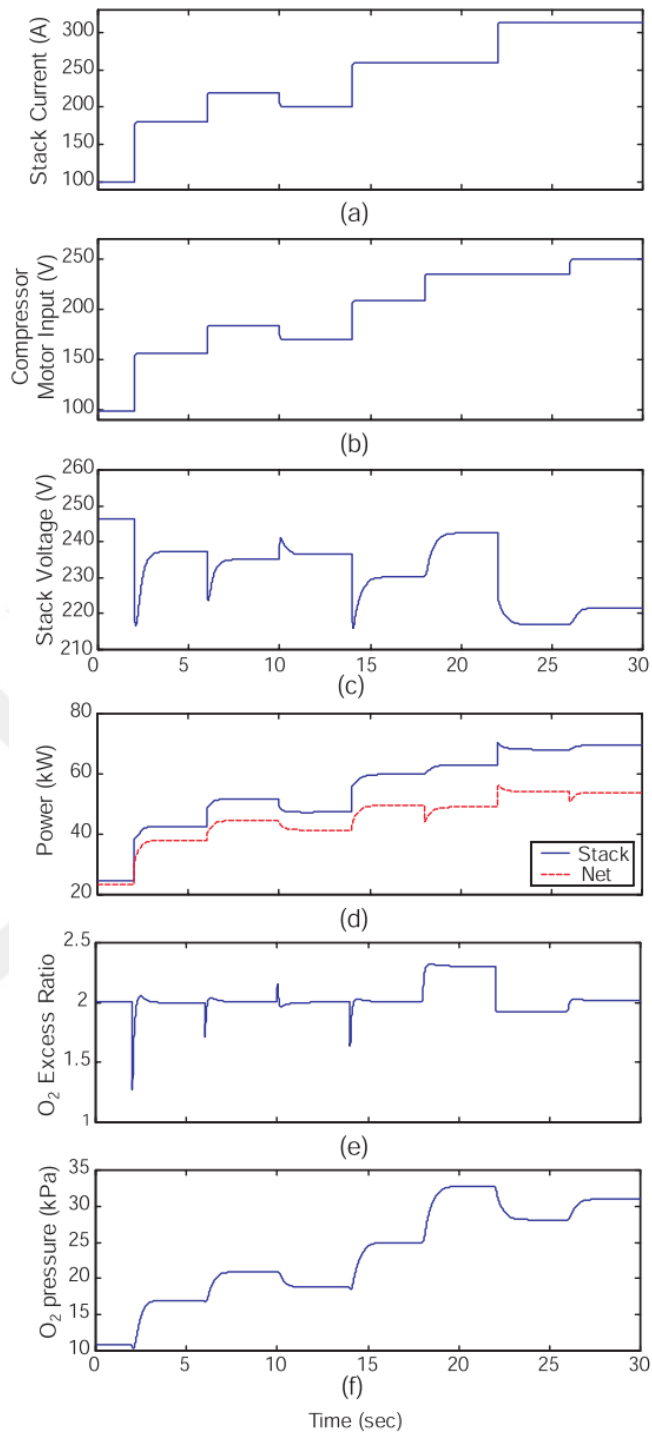 Stack Current (A)
300
250
200
150
100
(a)
Compressor
Motor Input (V)
250
200
150
100
(b)
Stack Voltage (V)
260
250
240
230
220
210
0 5 10 15 20 25 30
(c)
Power (kW)
80
60
40
20
Stack
Net
(d)
O2 Excess Ratio
2.5
2
1.5
1
(e)
O2 pressure (kPa)
35
30
25
20
15
10
0 5 10 15 20 25 30
(f)
Time (sec)